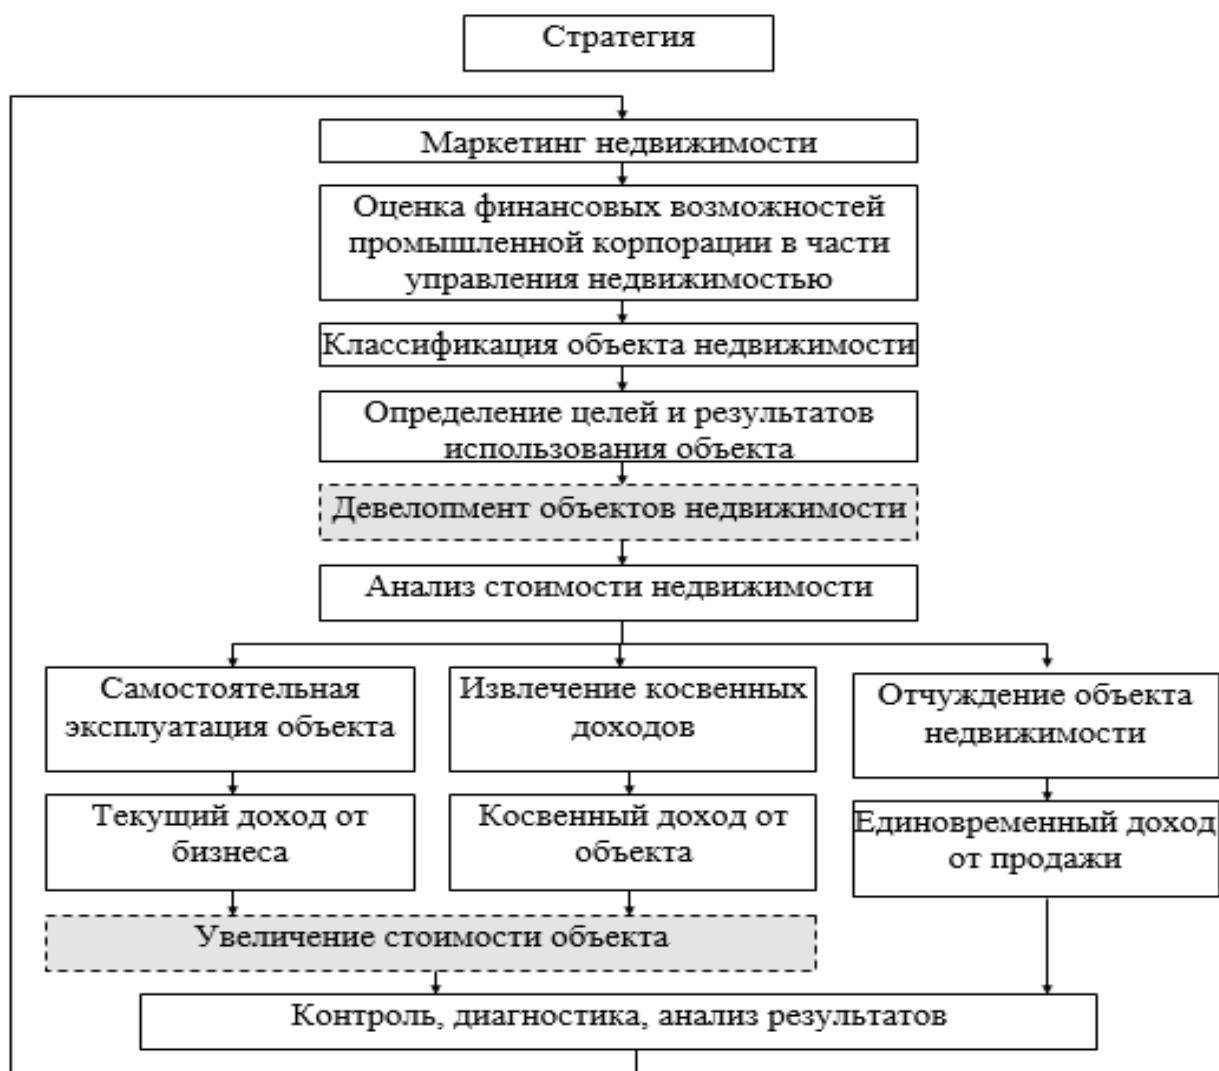 Стратегия
Маркетинг недвижимости
Оценка финансовых возможностей
промышленной корпорации в части
управления недвижимостью
Классификация объекта недвижимости
Определение целей и результатов
использования объекта
Девелопмент объектов недвижимости
Анализ стоимости недвижимости
Самостоятельная
эксплуатация объекта
Извлечение косвенных
доходов
Отчуждение объекта
недвижимости
Текущий доход от
бизнеса
Косвенный доход от
объекта
Единовременный доход
от продажи
Увеличение стоимости объекта
Контроль, диагностика, анализ результатов